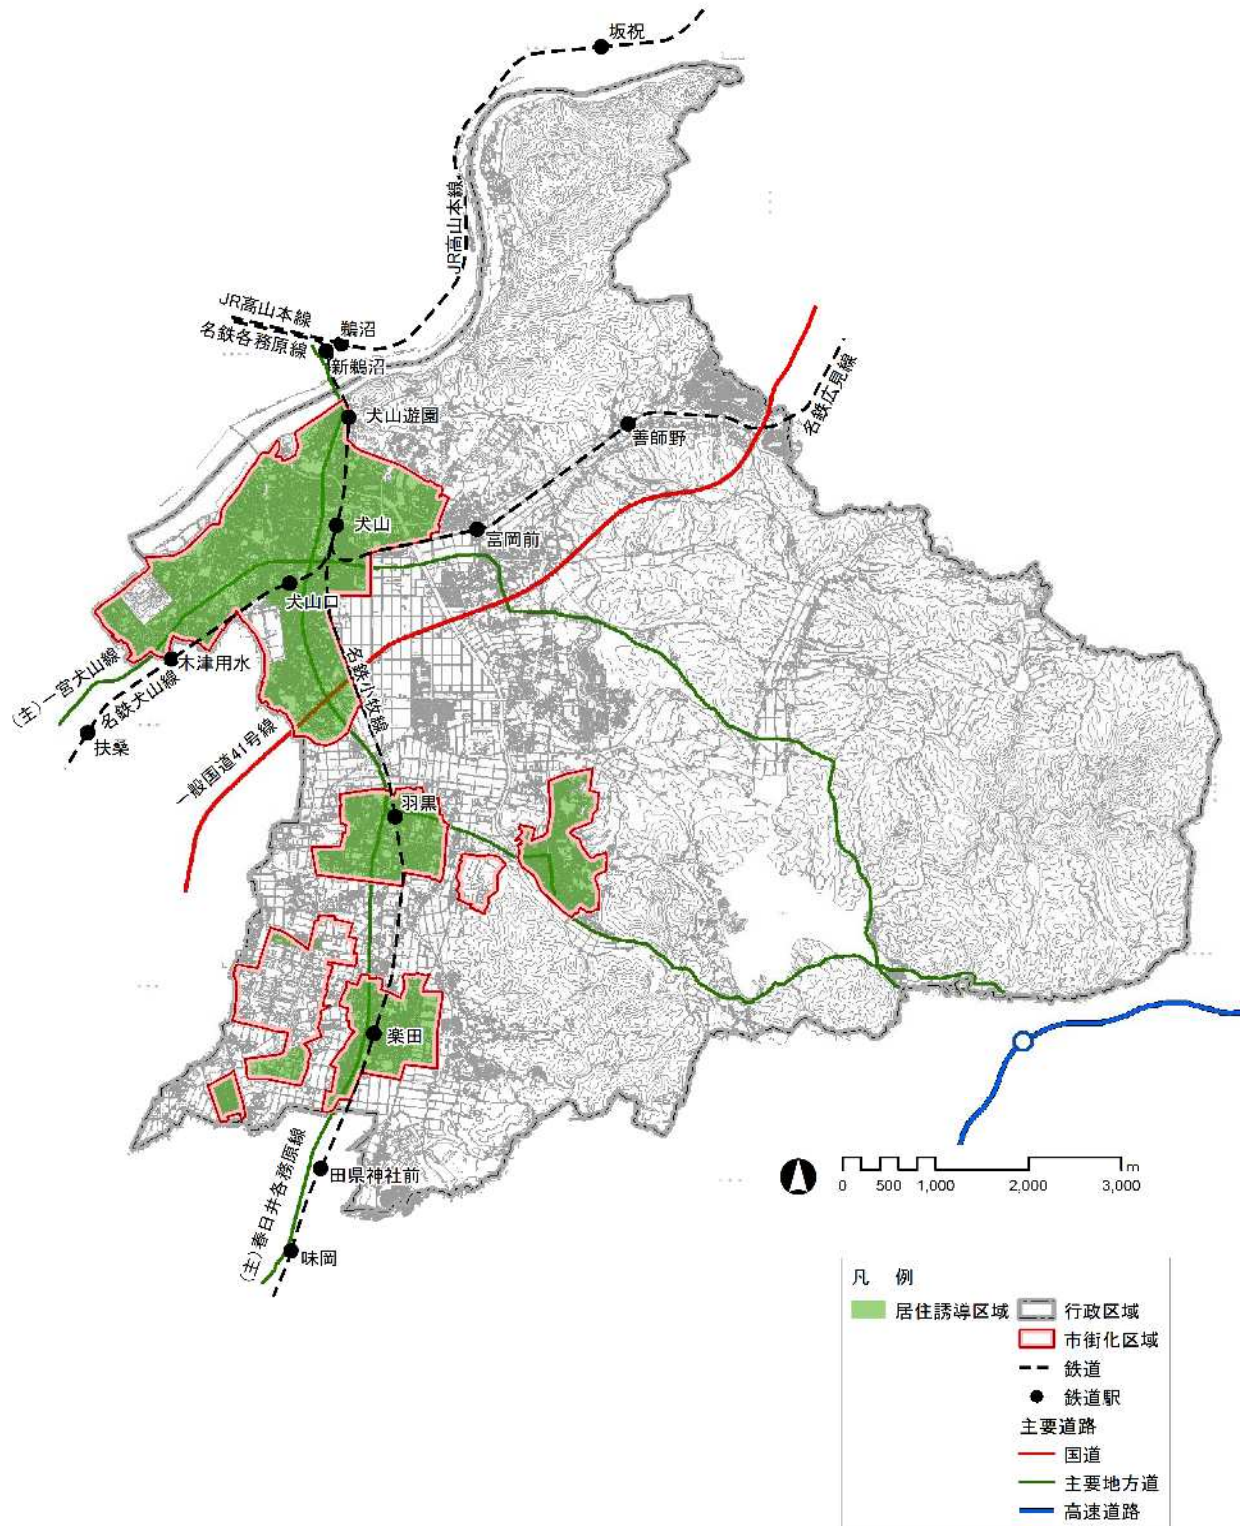 坂祝
JR高山本線
JR高山本線
名鉄各務原線
鵜沼
新鵜沼
犬山遊園
名鉄広見線
善師野
犬山
富岡前
犬山口
木津用水
(主)一宮犬山線
名鉄犬山線
扶桑
名鉄小牧線
一般国道41号線
羽黒
楽田
田県神社前
(主)春日井各務原線
味岡
0 500 1,000 2,000 3,000 m
凡 例
居住誘導区域
行政区域
市街化区域
鉄道
鉄道駅
主要道路
国道
主要地方道
高速道路